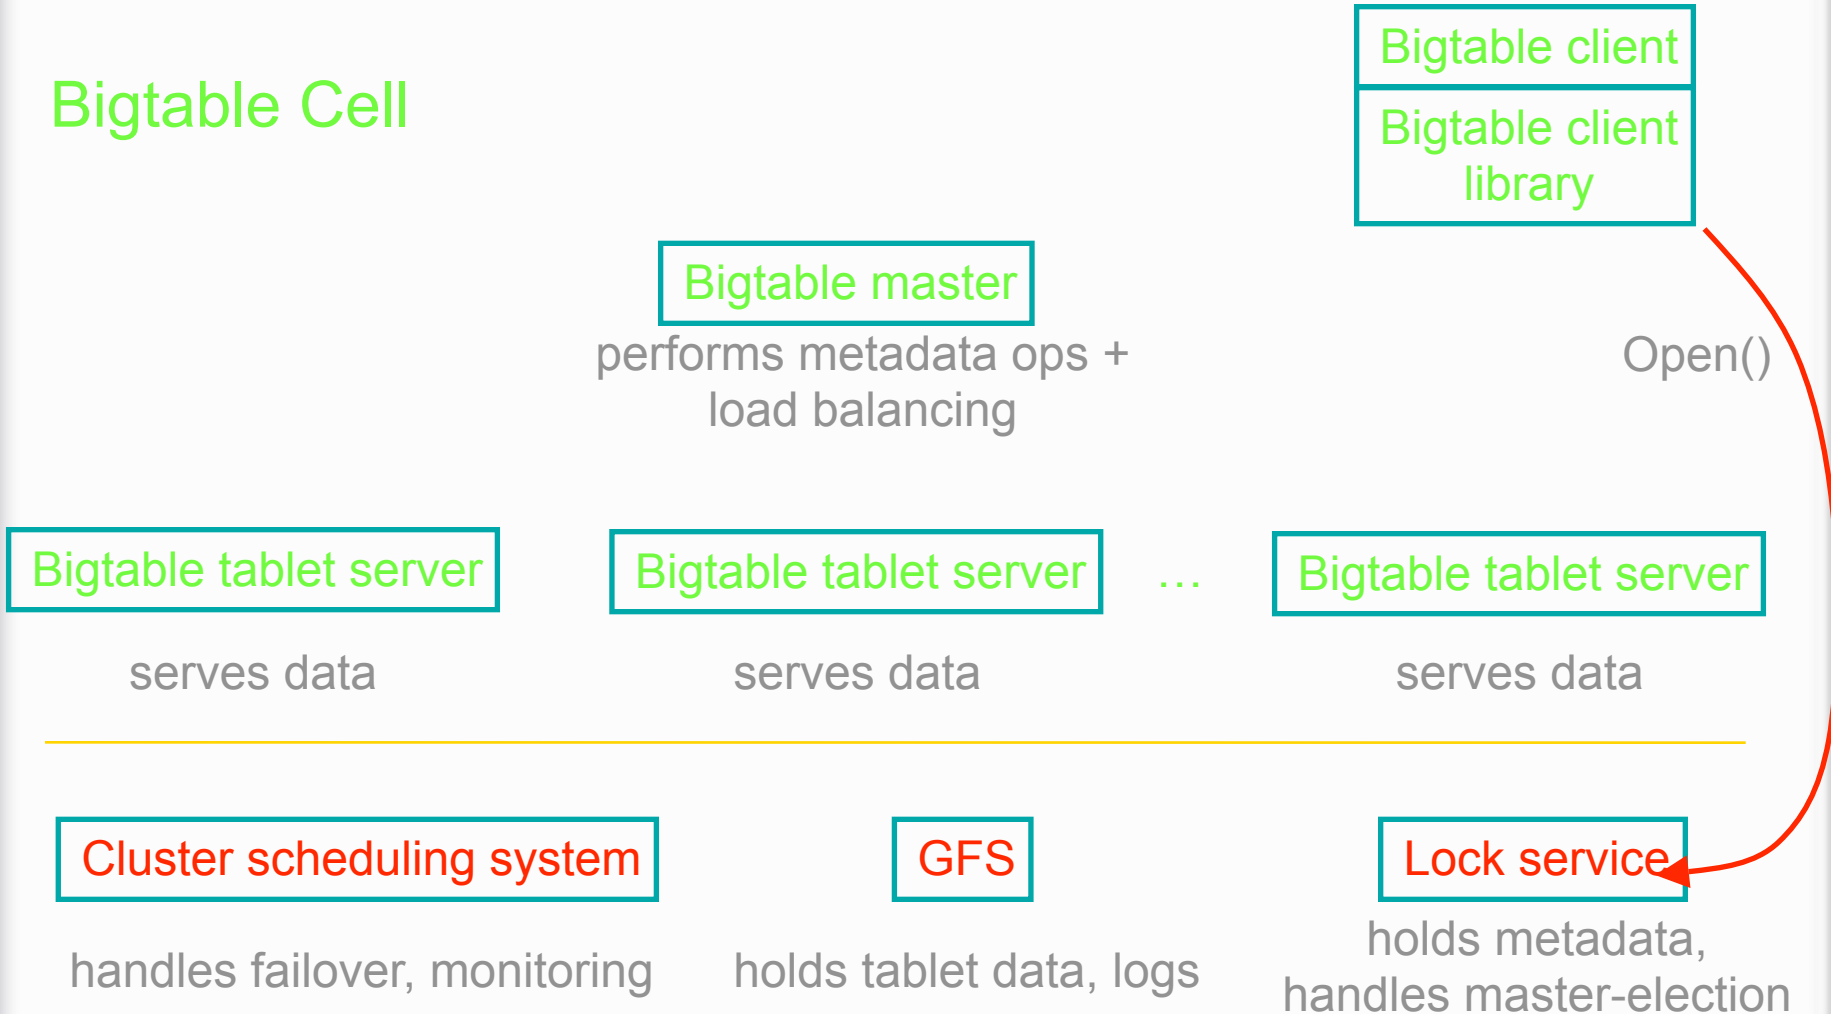 Bigtable Cell
Bigtable client
Bigtable client
library
Bigtable master
performs metadata ops +
load balancing
Open()
Bigtable tablet server
Bigtable tablet server
...
Bigtable tablet server
serves data
serves data
serves data
Cluster scheduling system
GFS
Lock service
handles failover, monitoring
holds tablet data, logs
holds metadata,
handles master-election